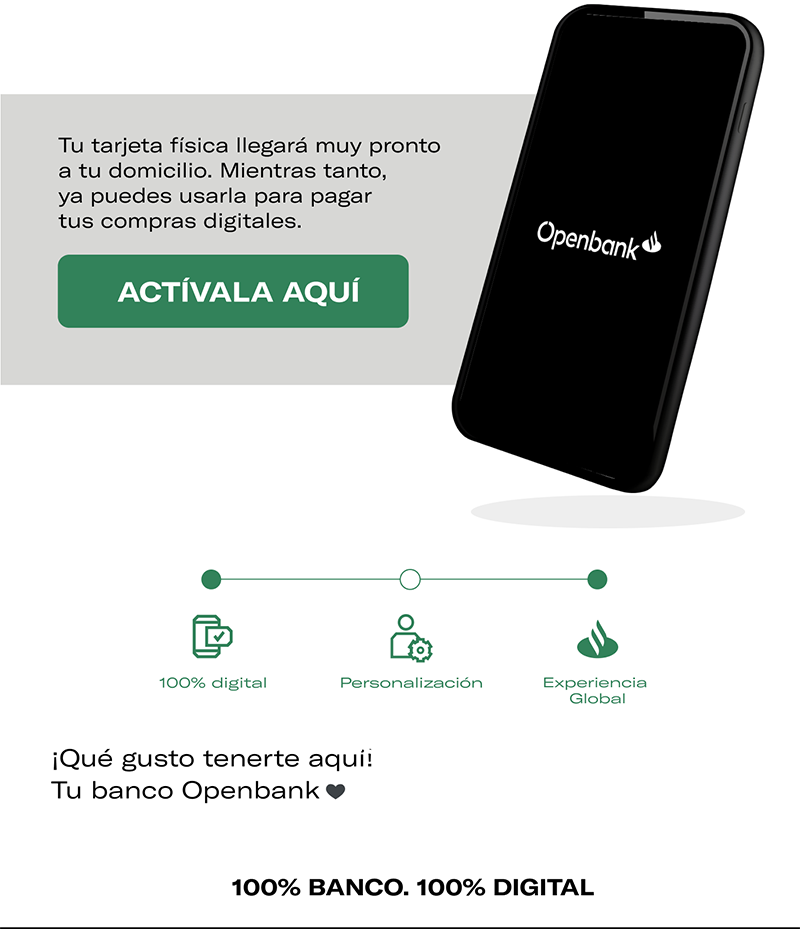 Tu tarjeta física llegará muy pronto
a tu domicilio. Mientras tanto,
ya puedes usarla para pagar
tus compras digitales.
ACTÍVALA AQUÍ
Openbank
100% digital
Personalización
Experiencia
Global
¡Qué gusto tenerte aquí!
Tu banco Openbank
100% BANCO. 100% DIGITAL